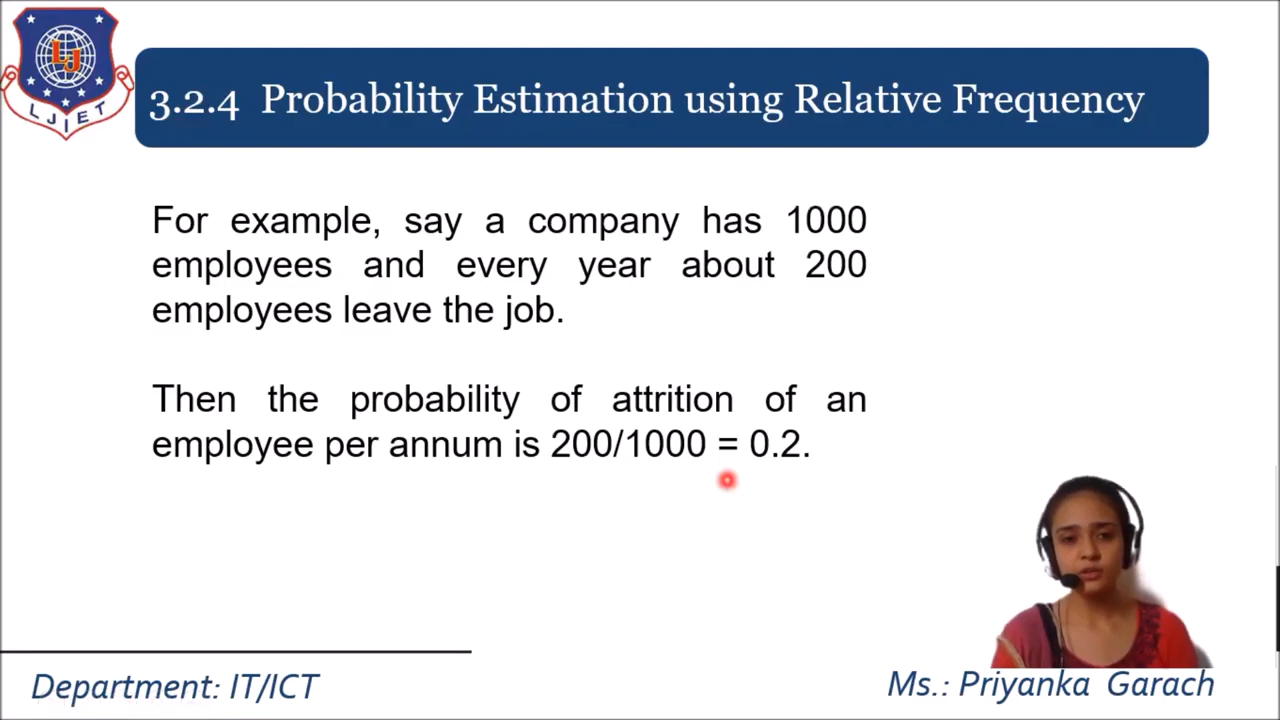 LJ
LJIET
3.2.4 Probability Estimation using Relative Frequency
For example, say a company has 1000
employees and every year about 200
employees leave the job.
Then the probability of attrition of an
employee per annum is 200/1000 = 0.2.
Department: IT/ICT
Ms.: Priyanka Garach